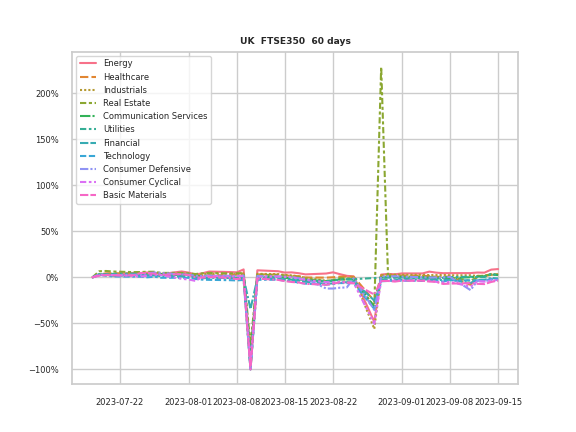 UK FTSE350 60 days
Energy
Healthcare
Industrials
Real Estate
Communication Services
Utilities
Financial
Technology
Consumer Defensive
Consumer Cyclical
Basic Materials
200%
150%
100%
50%
0%
−50%
−100%
2023-07-22 2023-08-01 2023-08-08 2023-08-15 2023-08-22 2023-09-01 2023-09-08 2023-09-15